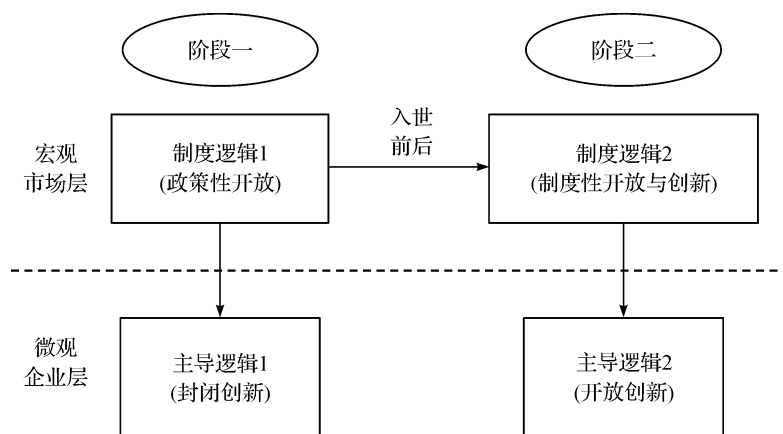 阶段一
阶段二
宏观
市场层
制度逻辑1
(政策性开放)
入世
前后
制度逻辑2
(制度性开放与创新)
微观
企业层
主导逻辑1
(封闭创新)
主导逻辑2
(开放创新)